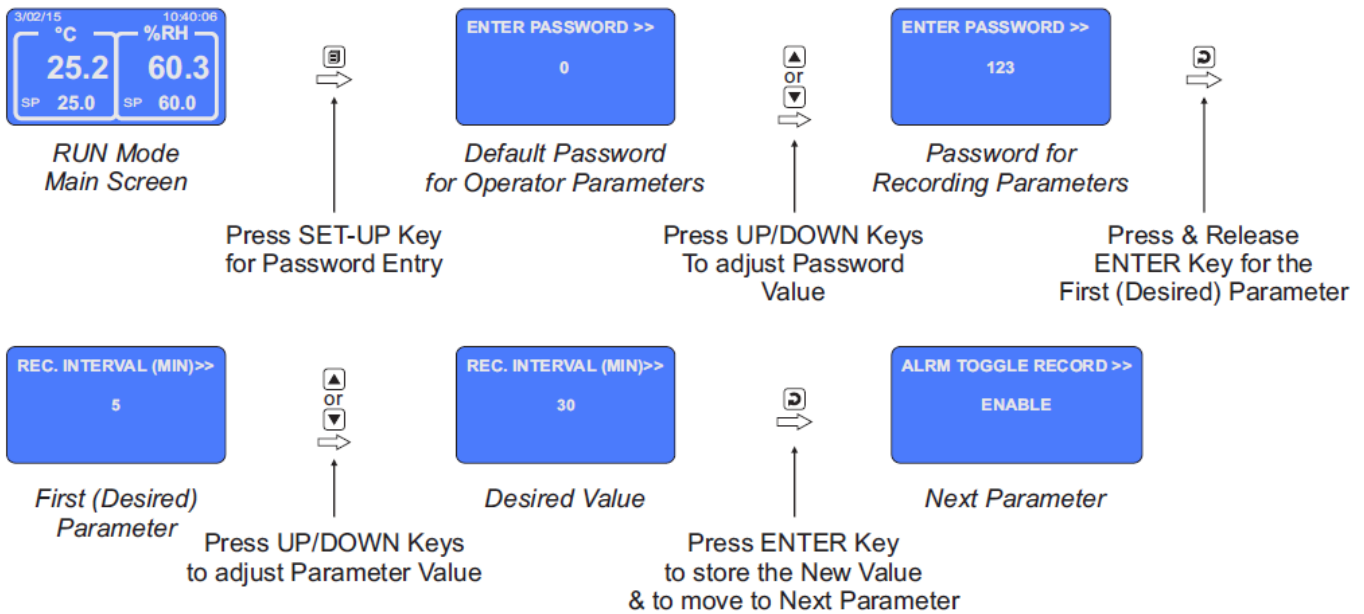 3/02/15 10:40:06
°C %RH
25.2 60.3
SP 25.0 SP 60.0
RUN Mode
Main Screen
Press SET-UP Key
for Password Entry
ENTER PASSWORD >>
0
Default Password
for Operator Parameters
or
Press UP/DOWN Keys
To adjust Password
Value
ENTER PASSWORD >>
123
Password for
Recording Parameters
Press & Release
ENTER Key for the
First (Desired) Parameter
REC. INTERVAL (MIN)>>
5
First (Desired)
Parameter
or
Press UP/DOWN Keys
to adjust Parameter Value
REC. INTERVAL (MIN)>>
30
Desired Value
Press ENTER Key
to store the New Value
& to move to Next Parameter
ALRM TOGGLE RECORD >>
ENABLE
Next Parameter